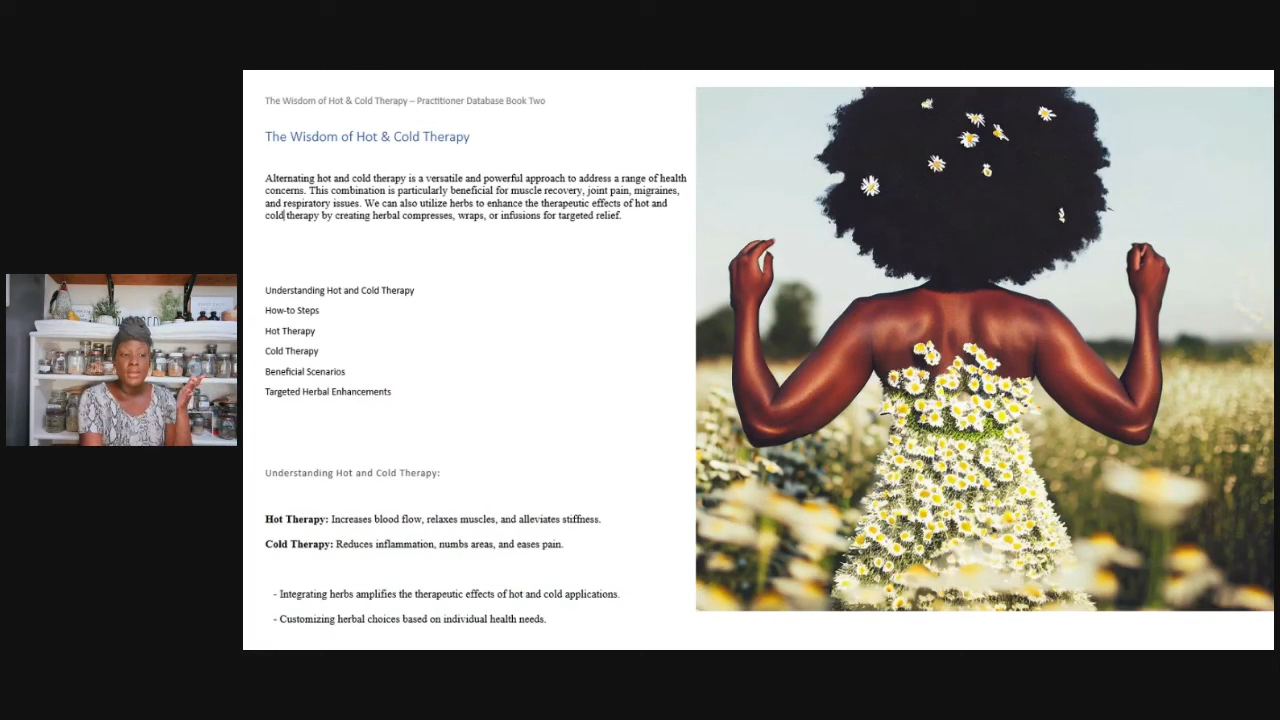 The Wisdom of Hot & Cold Therapy – Practitioner Database Book Two
The Wisdom of Hot & Cold Therapy
Alternating hot and cold therapy is a versatile and powerful approach to address a range of health
concerns. This combination is particularly beneficial for muscle recovery, joint pain, migraines,
and respiratory issues. We can also utilize herbs to enhance the therapeutic effects of hot and
cold therapy by creating herbal compresses, wraps, or infusions for targeted relief.
Understanding Hot and Cold Therapy
How-to Steps
Hot Therapy
Cold Therapy
Beneficial Scenarios
Targeted Herbal Enhancements
Understanding Hot and Cold Therapy:
Hot Therapy: Increases blood flow, relaxes muscles, and alleviates stiffness.
Cold Therapy: Reduces inflammation, numbs areas, and eases pain.
- Integrating herbs amplifies the therapeutic effects of hot and cold applications.
- Customizing herbal choices based on individual health needs.